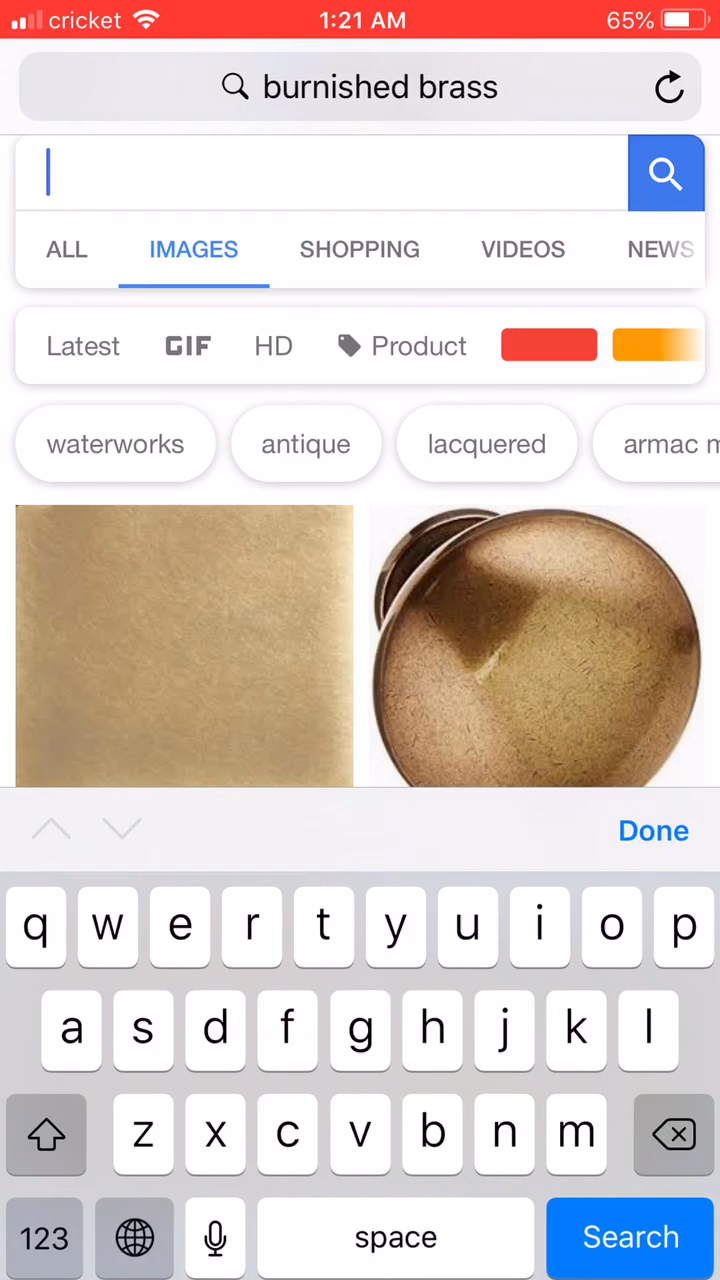 cricket 1:21 AM 65%
burnished brass
ALL IMAGES SHOPPING VIDEOS NEWS
Latest GIF HD Product
waterworks antique lacquered armac m
Done
q w e r t y u i o p
a s d f g h j k l
z x c v b n m
123 space Search